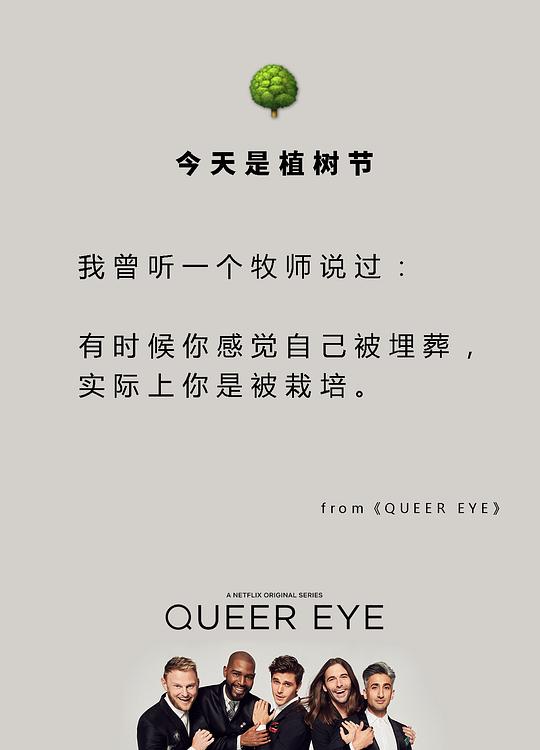 今天是植树节
我曾听一个牧师说过：
有时候你感觉自己被埋葬，
实际上你是被栽培。
from《QUEER EYE》
A NETFLIX ORIGINAL SERIES
QUEER EYE